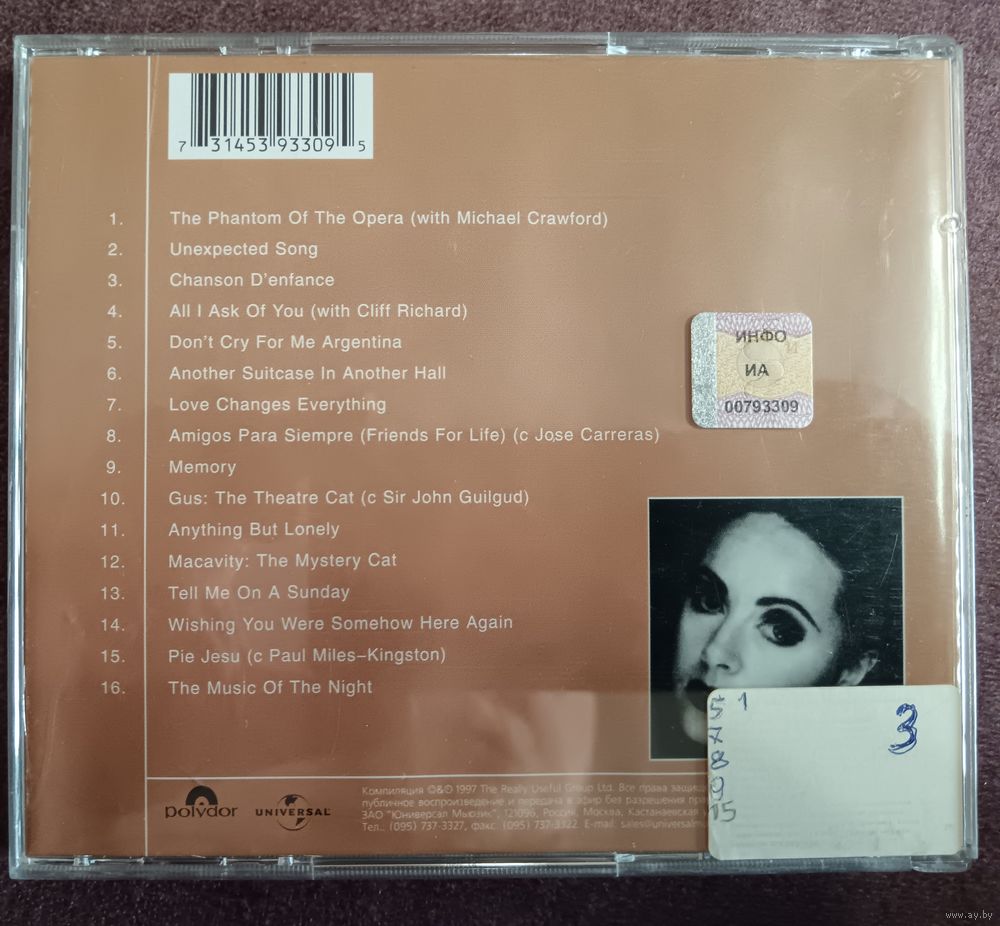 7 31453 93309 5
1. The Phantom Of The Opera (with Michael Crawford)
2. Unexpected Song
3. Chanson D'enfance
4. All I Ask Of You (with Cliff Richard)
5. Don't Cry For Me Argentina
6. Another Suitcase In Another Hall
7. Love Changes Everything
8. Amigos Para Siempre (Friends For Life) (c Jose Carreras)
9. Memory
10. Gus: The Theatre Cat (c Sir John Guilgud)
11. Anything But Lonely
12. Macavity: The Mystery Cat
13. Tell Me On A Sunday
14. Wishing You Were Somehow Here Again
15. Pie Jesu (c Paul Miles–Kingston)
16. The Music Of The Night
ИНФО
ИА
00793309
5 1
7
8
9
15
3
polydor
UNIVERSAL
Компиляция ℗&© 1997 The Really Useful Group Ltd. Все права
публичное воспроизведение и передача в эфир без разрешения
ЗАО "Юниверсал Мьюзик", 121096, Россия, Москва, Кастанаевская
Тел.. (095) 737-3327, факс. (095) 737-3322. E-mail:
www.ay.by